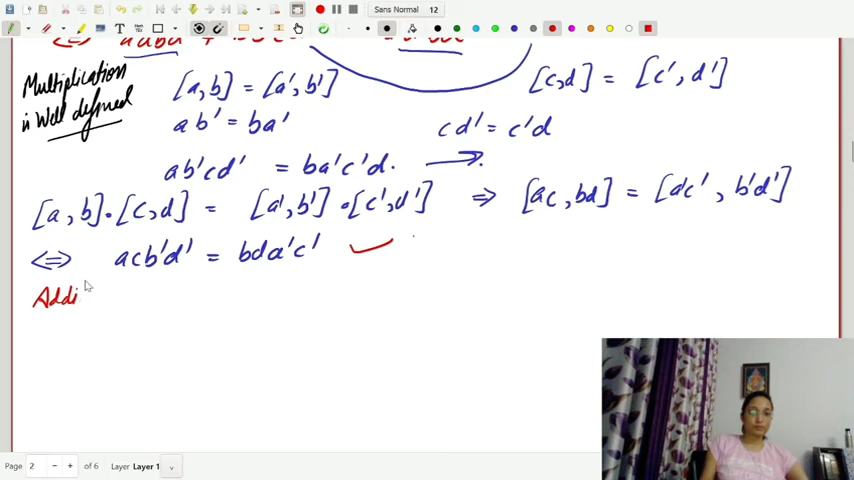 Sans Normal 12
Multiplication
is Well defined
[a,b] = [a',b'] [c,d] = [c', d']
ab' = ba' cd' = c'd
ab'cd' = ba'c'd.
[a, b]·[c,d] = [a', b']·[c',d'] ⇒ [ac, bd] = [a'c', b'd']
⇔ acb'd' = bda'c'
Addi
Page 2 of 6 Layer Layer 1